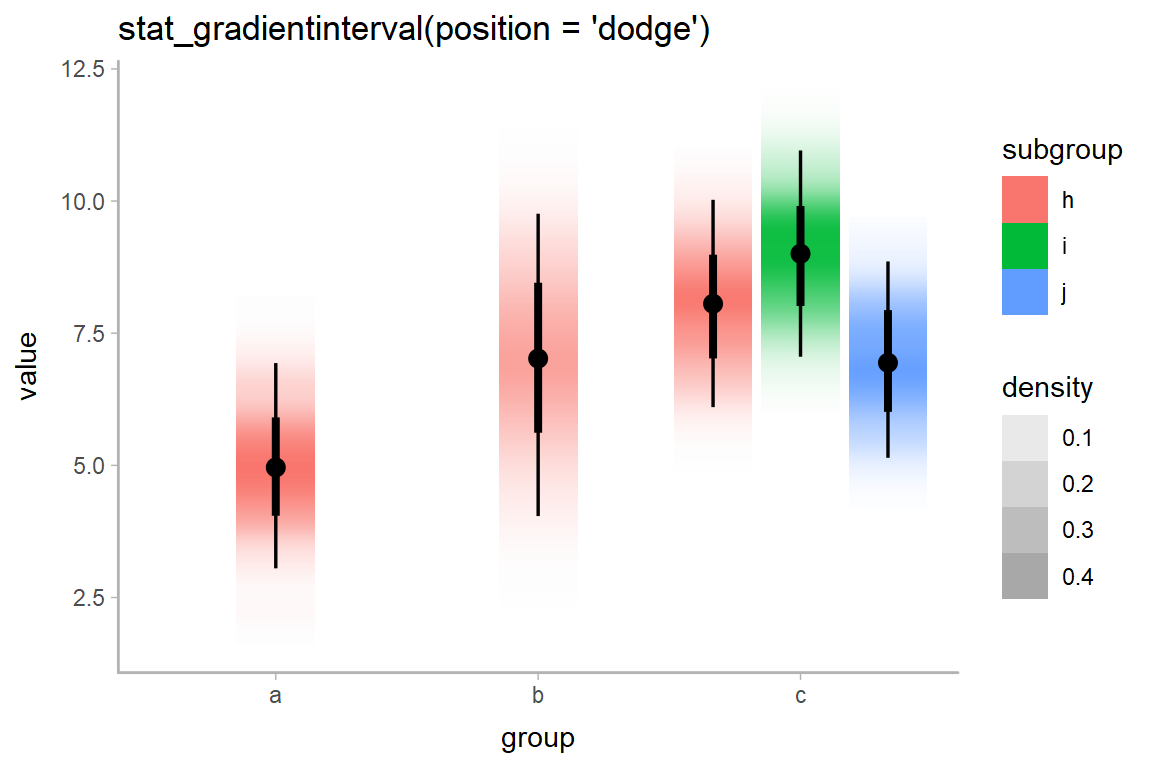 stat_gradientinterval(position = 'dodge')
12.5
10.0
7.5
5.0
2.5
value
a
b
c
group
subgroup
h
i
j
density
0.1
0.2
0.3
0.4